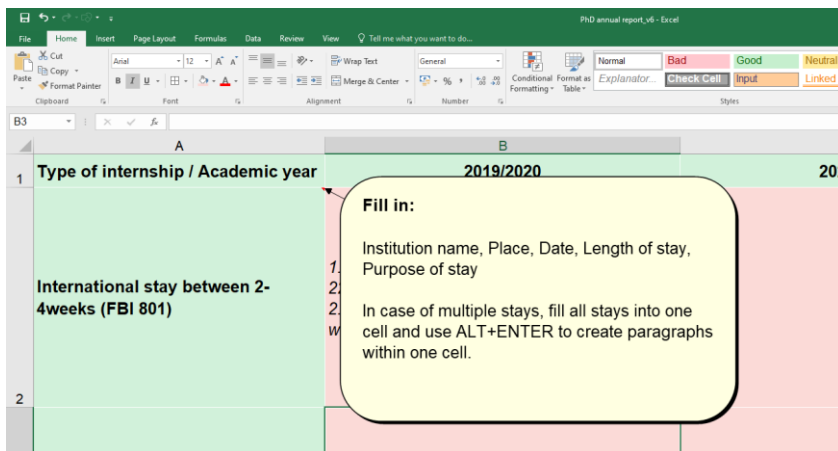 PhD annual report_v6 - Excel
File Home Insert Page Layout Formulas Data Review View Tell me what you want to do...
Cut
Copy
Format Painter
Paste
Arial 12 A A
B I U A
Wrap Text
Merge & Center
General
% ,
Conditional Formatting
Format as Table
Normal Bad Good Neutral
Explanator... Check Cell Input Linked
Clipboard Font Alignment Number Styles
B3 fx
A B
1 Type of internship / Academic year 2019/2020 20
Fill in:
Institution name, Place, Date, Length of stay,
Purpose of stay
In case of multiple stays, fill all stays into one
cell and use ALT+ENTER to create paragraphs
within one cell.
International stay between 2-
4weeks (FBI 801)
1.
2
2.
w
2